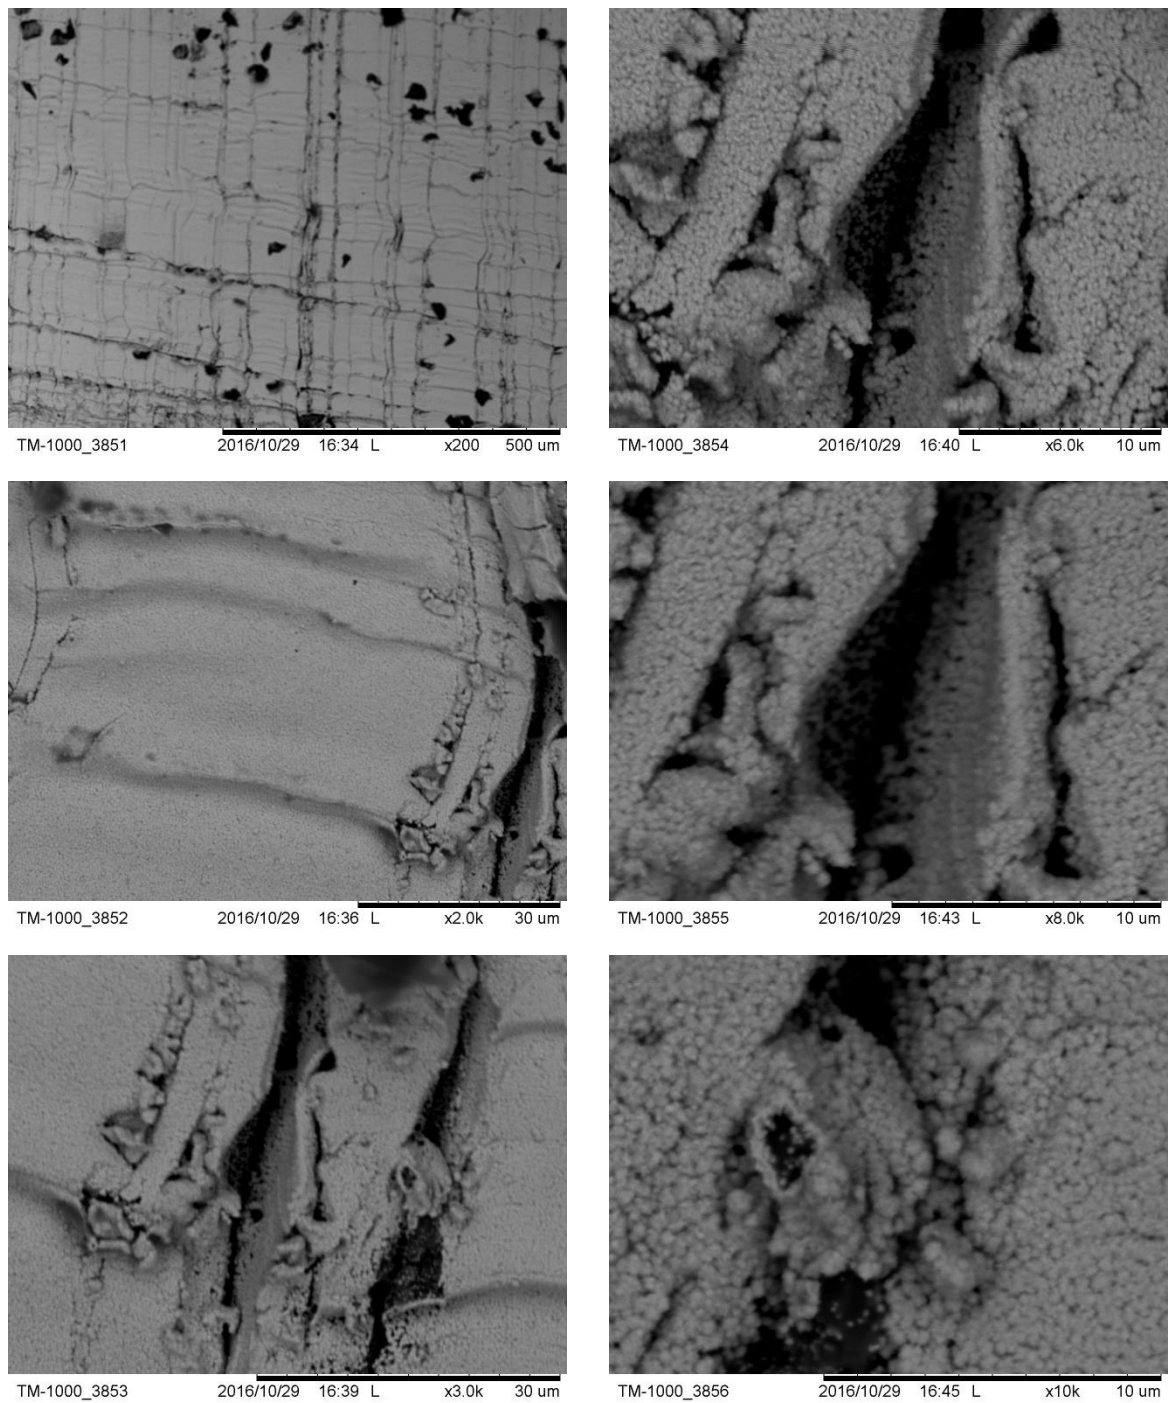 TM-1000_3851 2016/10/29 16:34 L x200 500 um
TM-1000_3854 2016/10/29 16:40 L x6.0k 10 um
TM-1000_3852 2016/10/29 16:36 L x2.0k 30 um
TM-1000_3855 2016/10/29 16:43 L x8.0k 10 um
TM-1000_3853 2016/10/29 16:39 L x3.0k 30 um
TM-1000_3856 2016/10/29 16:45 L x10k 10 um